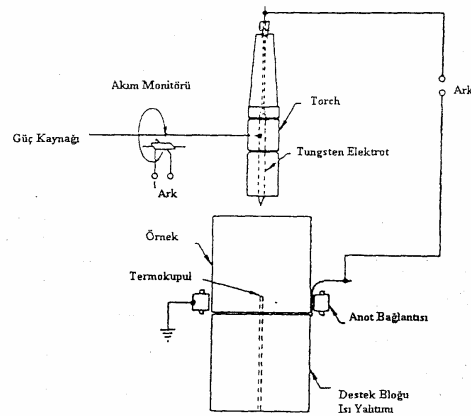 Akım Monitörü
Torch
Ark
Güç Kaynağı
Tungsten Elektrot
Ark
Örnek
Termokupul
Anot Bağlantısı
Destek Bloğu
Isı Yalıtımı